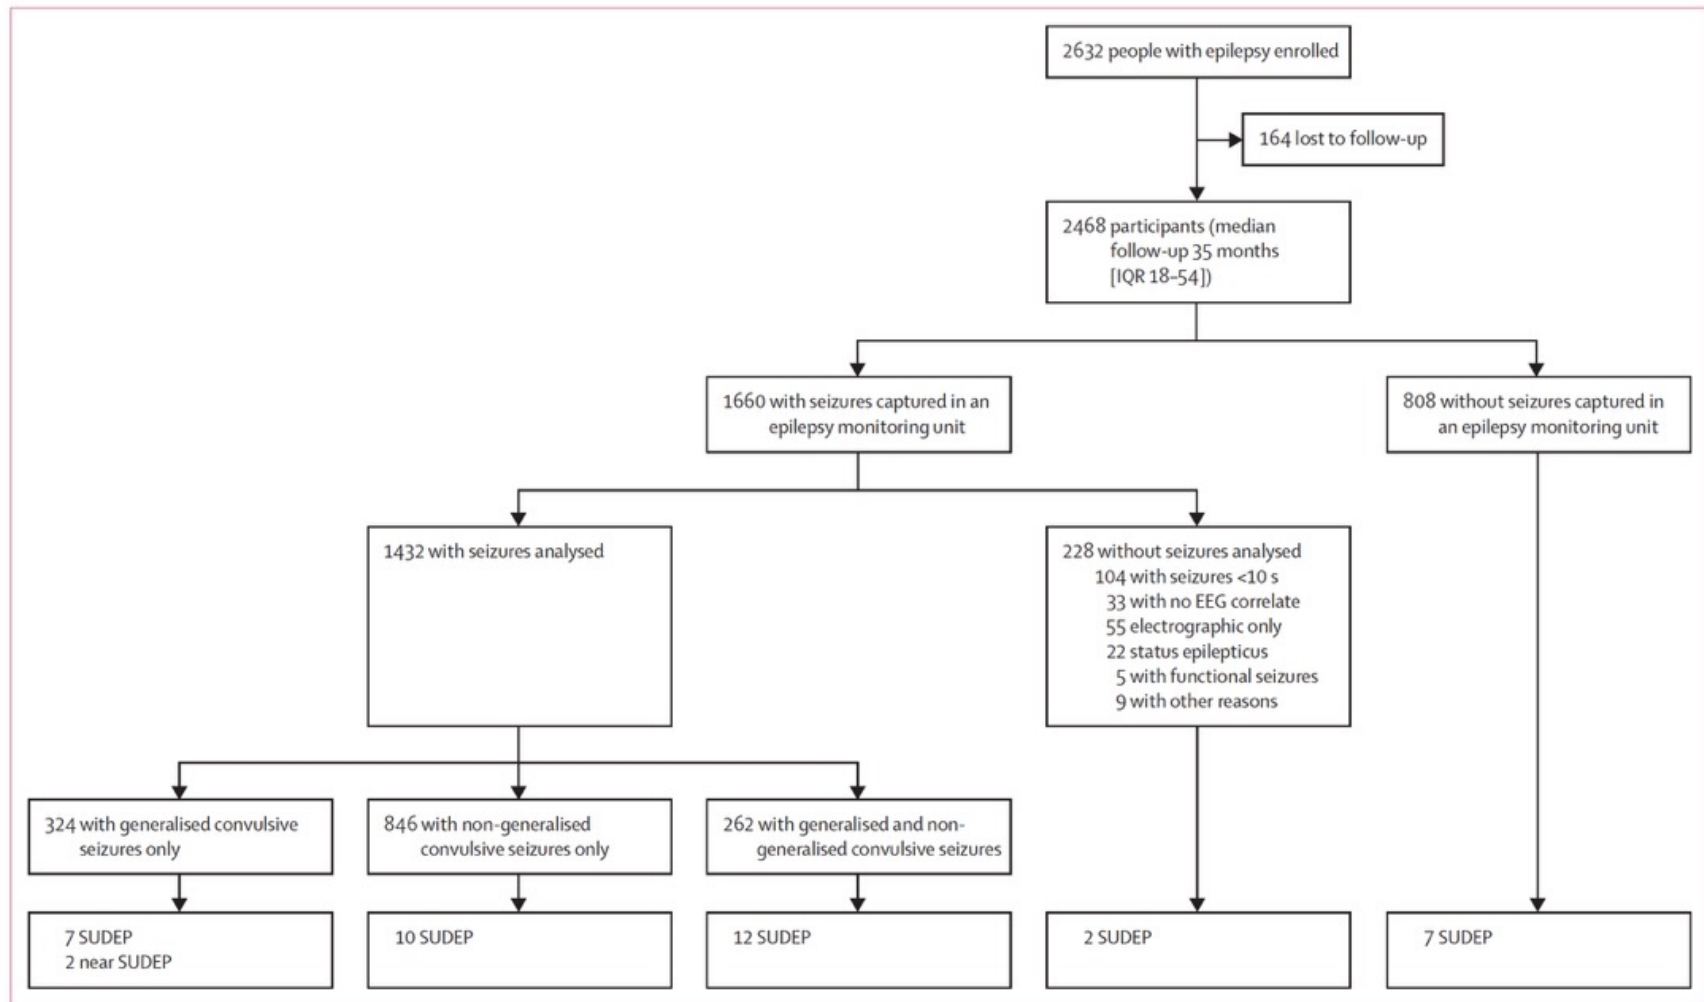 2632 people with epilepsy enrolled
164 lost to follow-up
2468 participants (median
follow-up 35 months
[IQR 18–54])
1660 with seizures captured in an
epilepsy monitoring unit
808 without seizures captured in
an epilepsy monitoring unit
1432 with seizures analysed
228 without seizures analysed
104 with seizures <10 s
33 with no EEG correlate
55 electrographic only
22 status epilepticus
5 with functional seizures
9 with other reasons
324 with generalised convulsive
seizures only
846 with non-generalised
convulsive seizures only
262 with generalised and non-
generalised convulsive seizures
7 SUDEP
2 near SUDEP
10 SUDEP
12 SUDEP
2 SUDEP
7 SUDEP